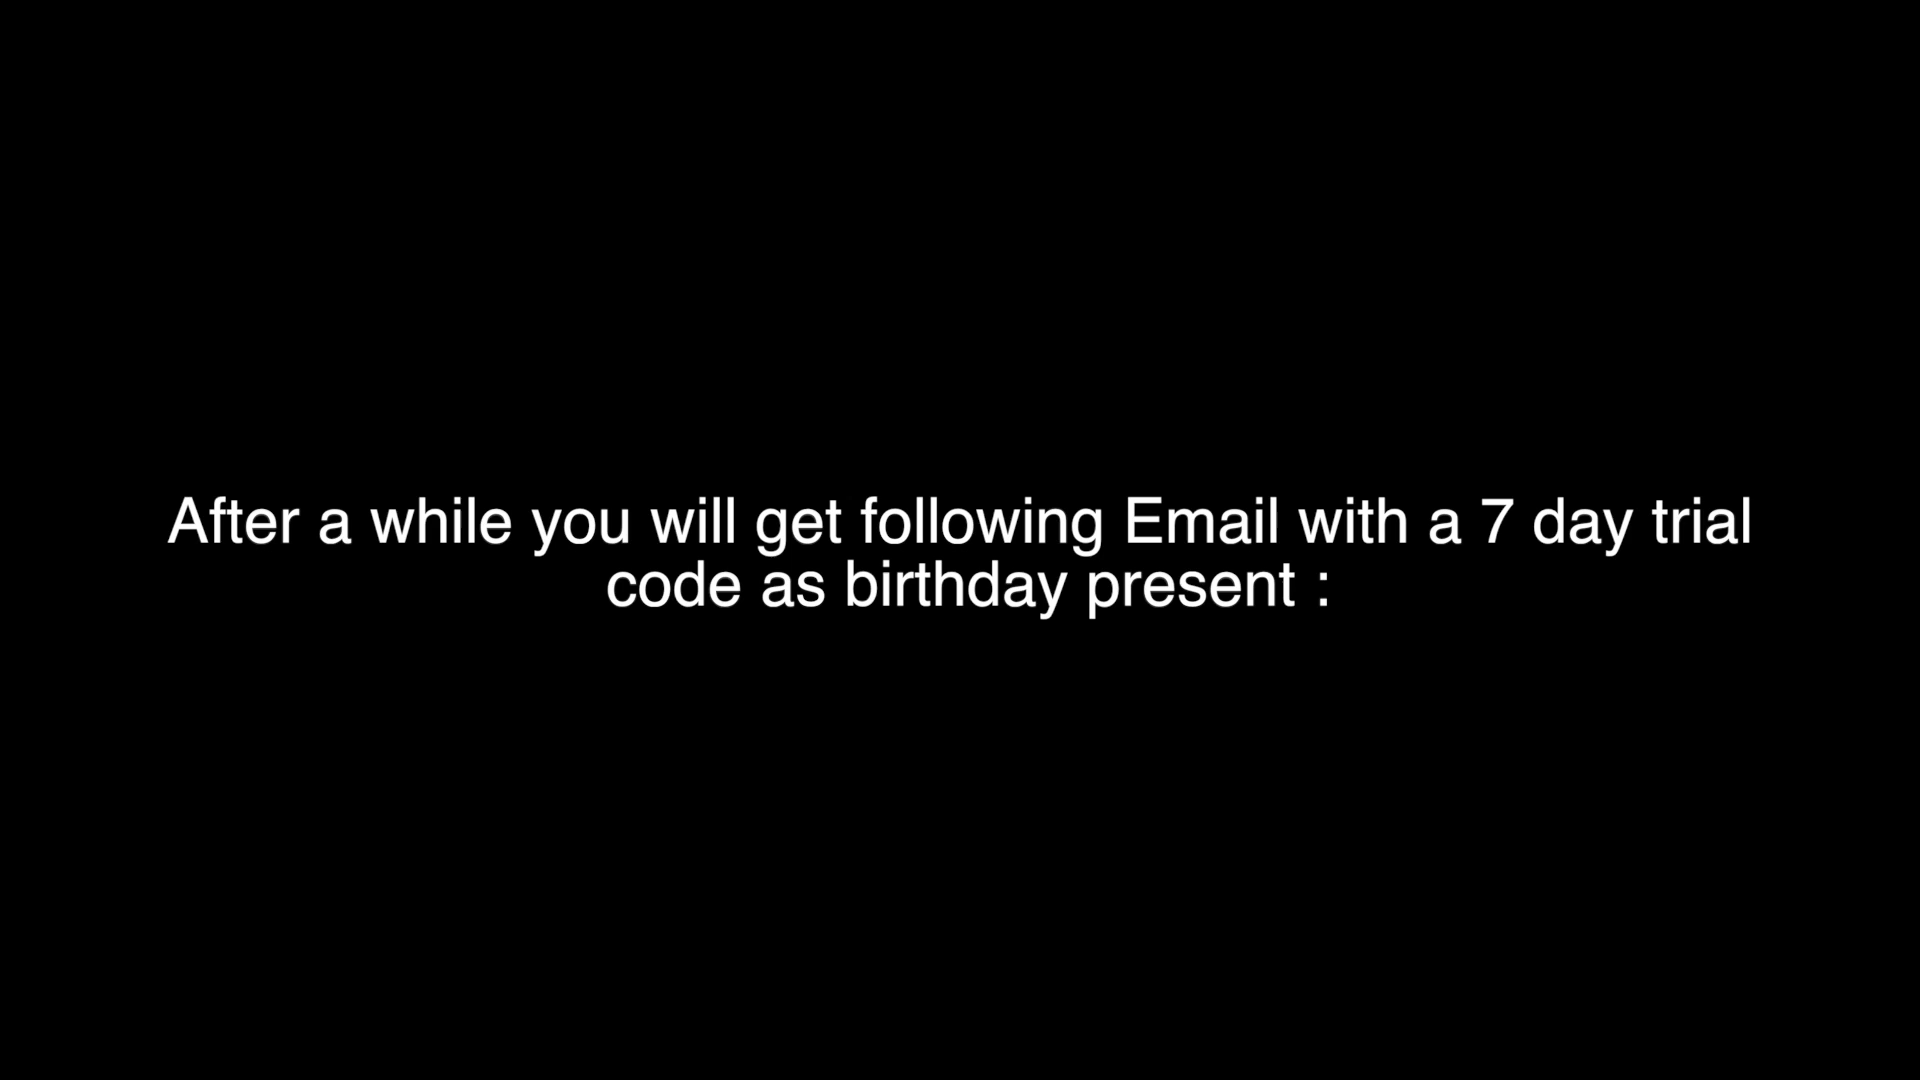 After a while you will get following Email with a 7 day trial
code as birthday present :